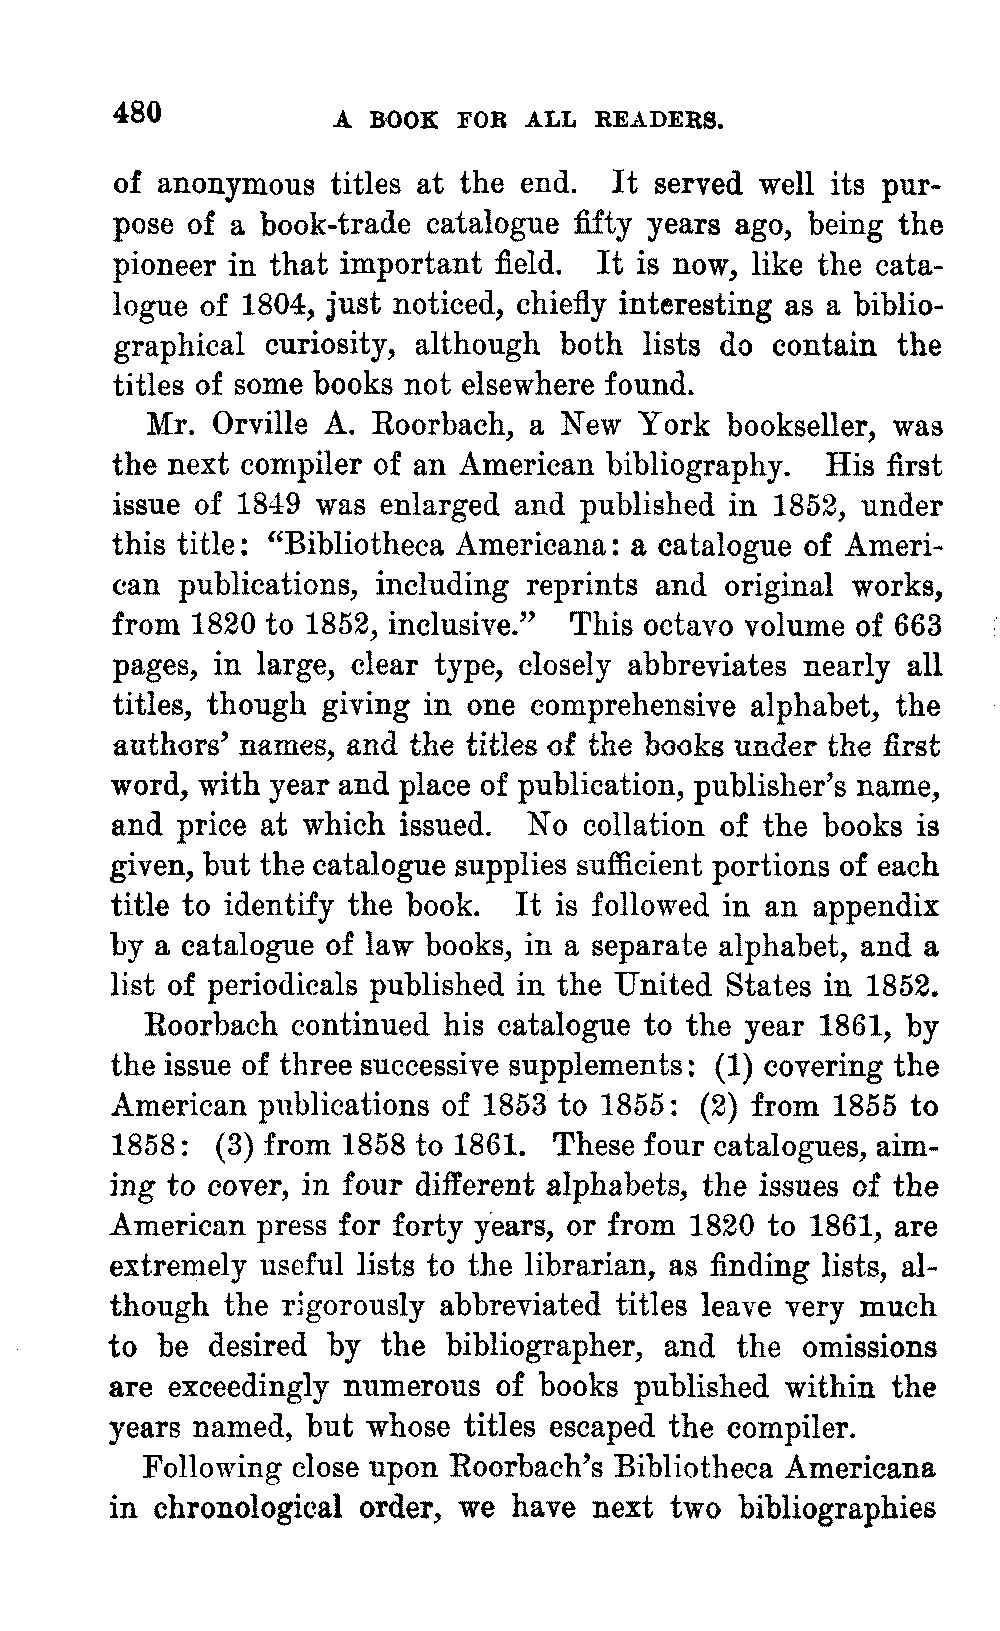 480
A BOOK FOR ALL READERS.
of anonymous titles at the end. It served well its pur-
pose of a book-trade catalogue fifty years ago, being the
pioneer in that important field. It is now, like the cata-
logue of 1804, just noticed, chiefly interesting as a biblio-
graphical curiosity, although both lists do contain the
titles of some books not elsewhere found.
Mr. Orville A. Roorbach, a New York bookseller, was
the next compiler of an American bibliography. His first
issue of 1849 was enlarged and published in 1852, under
this title: “Bibliotheca Americana: a catalogue of Ameri-
can publications, including reprints and original works,
from 1820 to 1852, inclusive.” This octavo volume of 663
pages, in large, clear type, closely abbreviates nearly all
titles, though giving in one comprehensive alphabet, the
authors’ names, and the titles of the books under the first
word, with year and place of publication, publisher’s name,
and price at which issued. No collation of the books is
given, but the catalogue supplies sufficient portions of each
title to identify the book. It is followed in an appendix
by a catalogue of law books, in a separate alphabet, and a
list of periodicals published in the United States in 1852.
Roorbach continued his catalogue to the year 1861, by
the issue of three successive supplements: (1) covering the
American publications of 1853 to 1855: (2) from 1855 to
1858: (3) from 1858 to 1861. These four catalogues, aim-
ing to cover, in four different alphabets, the issues of the
American press for forty years, or from 1820 to 1861, are
extremely useful lists to the librarian, as finding lists, al-
though the rigorously abbreviated titles leave very much
to be desired by the bibliographer, and the omissions
are exceedingly numerous of books published within the
years named, but whose titles escaped the compiler.
Following close upon Roorbach’s Bibliotheca Americana
in chronological order, we have next two bibliographies